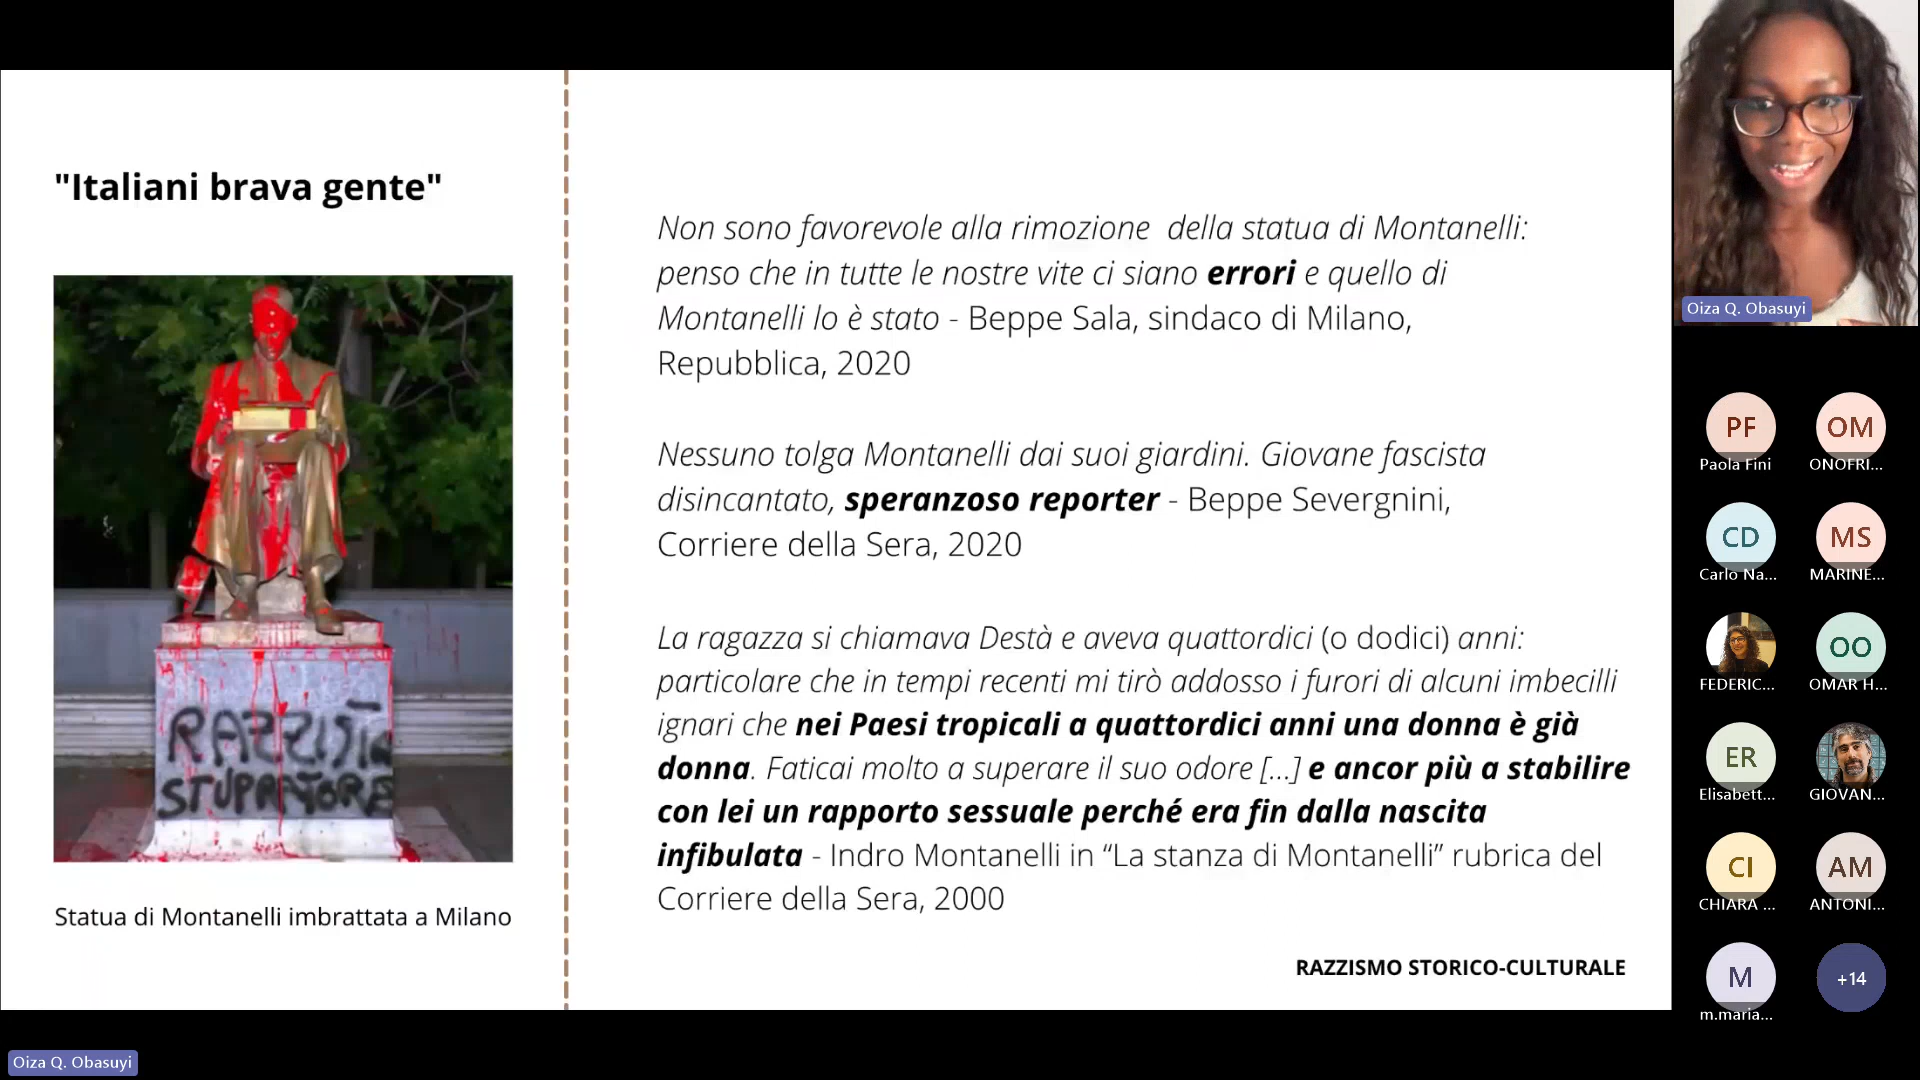 "Italiani brava gente"
RAZZISTA
STUPRATORE
Statua di Montanelli imbrattata a Milano
Non sono favorevole alla rimozione  della statua di Montanelli:
penso che in tutte le nostre vite ci siano errori e quello di
Montanelli lo è stato - Beppe Sala, sindaco di Milano,
Repubblica, 2020
Nessuno tolga Montanelli dai suoi giardini. Giovane fascista
disincantato, speranzoso reporter - Beppe Severgnini,
Corriere della Sera, 2020
La ragazza si chiamava Destà e aveva quattordici (o dodici) anni:
particolare che in tempi recenti mi tirò addosso i furori di alcuni imbecilli
ignari che nei Paesi tropicali a quattordici anni una donna è già
donna. Faticai molto a superare il suo odore [...] e ancor più a stabilire
con lei un rapporto sessuale perché era fin dalla nascita
infibulata - Indro Montanelli in “La stanza di Montanelli” rubrica del
Corriere della Sera, 2000
RAZZISMO STORICO-CULTURALE
Oiza Q. Obasuyi
PF
Paola Fini
OM
ONOFRI...
CD
Carlo Na...
MS
MARINE...
FEDERIC...
OO
OMAR H...
ER
Elisabett...
GIOVAN...
CI
CHIARA ...
AM
ANTONI...
M
m.maria...
+14
Oiza Q. Obasuyi